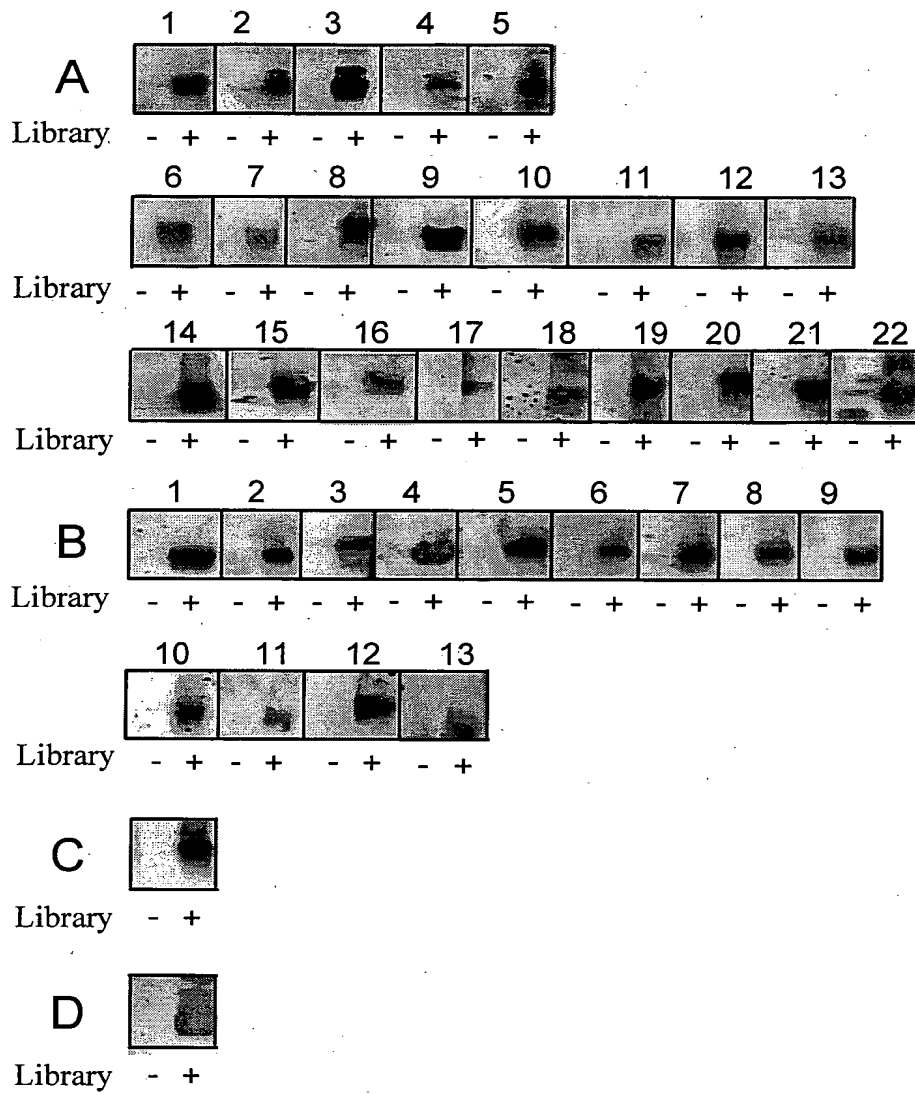 1 2 3 4 5
A
Library - + - + - + - + - +
6 7 8 9 10 11 12 13
Library - + - + - + - + - + - + - + - +
14 15 16 17 18 19 20 21 22
Library - + - + - + - + - + - + - + - + - +
1 2 3 4 5 6 7 8 9
B
Library - + - + - + - + - + - + - + - + - +
10 11 12 13
Library - + - + - + - +
C
Library - +
D
Library - +